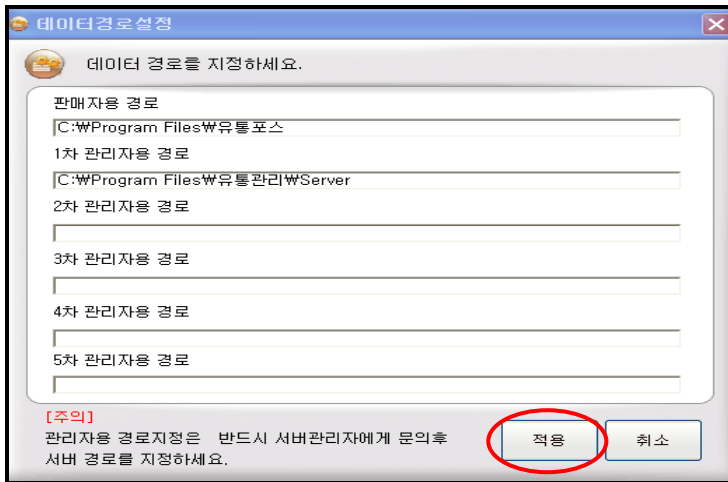 데이터경로설정
데이터 경로를 지정하세요.
판매자용 경로
C:₩Program Files₩유통포스
1차 관리자용 경로
C:₩Program Files₩유통관리₩Server
2차 관리자용 경로
3차 관리자용 경로
4차 관리자용 경로
5차 관리자용 경로
[주의]
관리자용 경로지정은 반드시 서버관리자에게 문의후
서버 경로를 지정하세요.
적용
취소